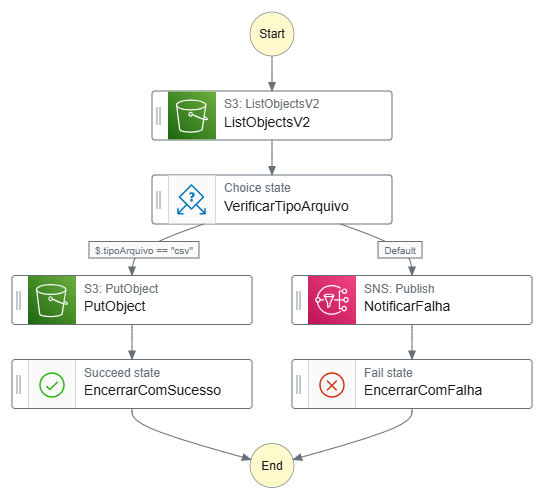 Start
S3: ListObjectsV2
ListObjectsV2
Choice state
VerificarTipoArquivo
$.tipoArquivo == "csv"
Default
S3: PutObject
PutObject
SNS: Publish
NotificarFalha
Succeed state
EncerrarComSucesso
Fail state
EncerrarComFalha
End